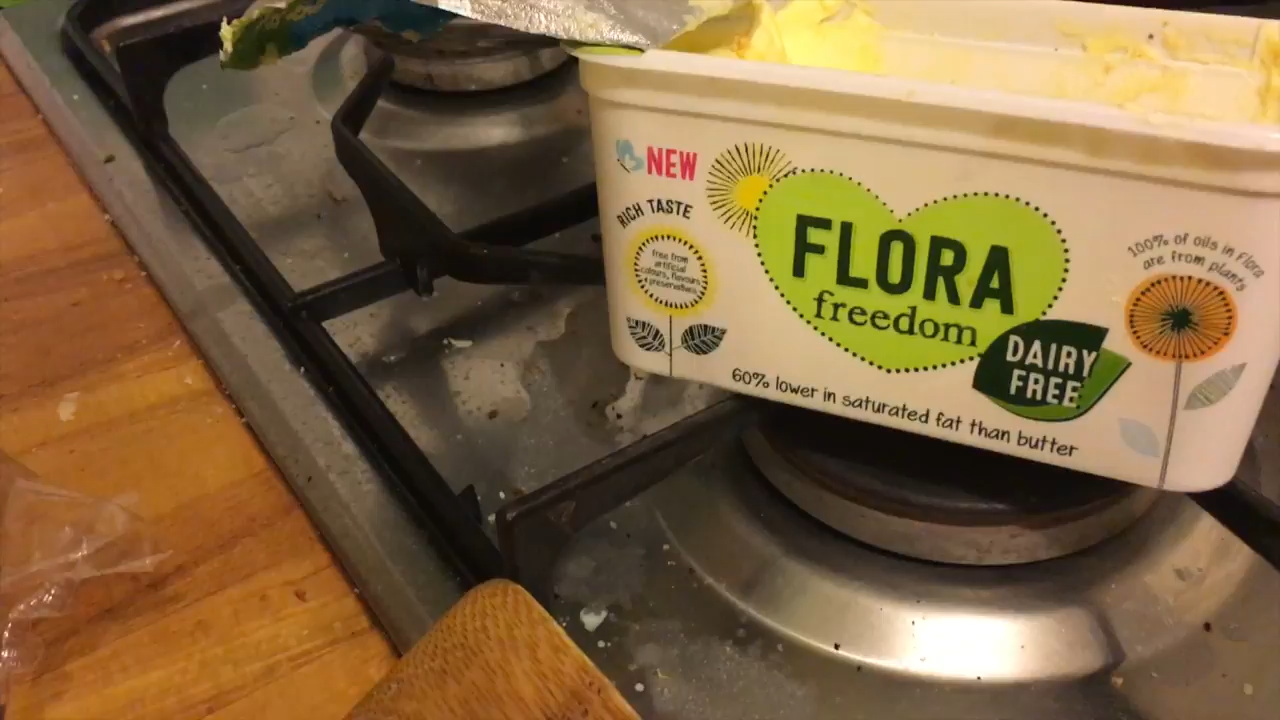 NEW
RICH TASTE
free from
artificial
colours, flavours
+ preservatives
FLORA
freedom
DAIRY
FREE
60% lower in saturated fat than butter
100% of oils in Flora
are from plants